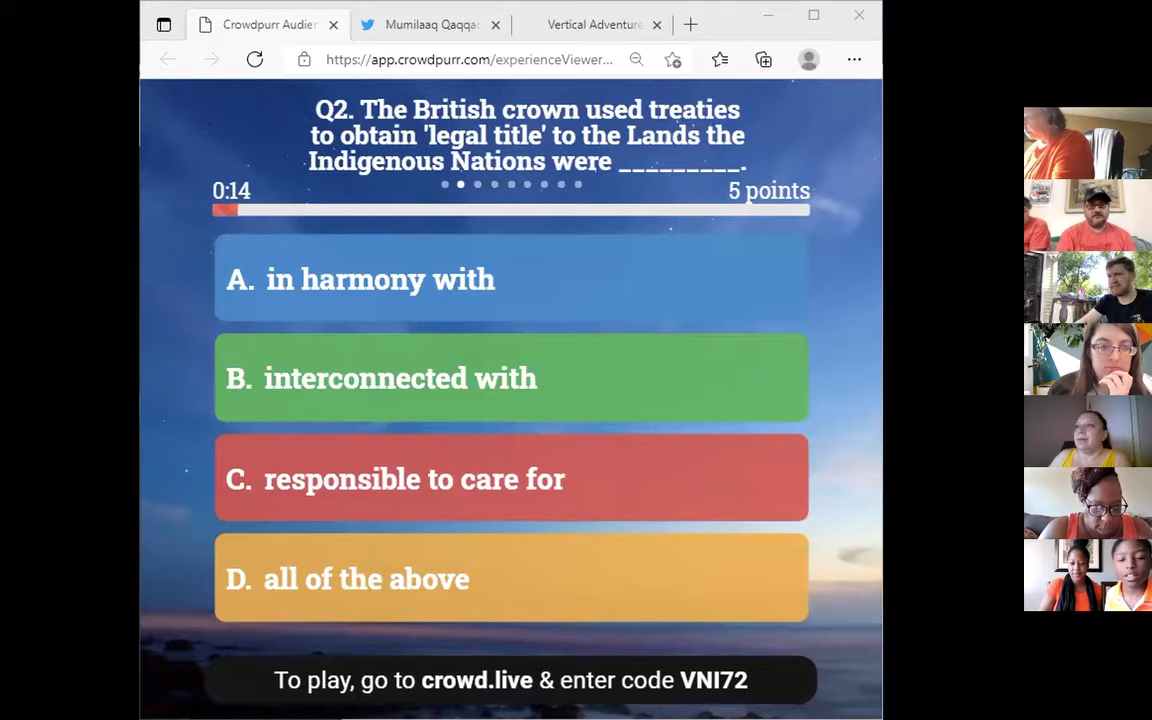 Crowdpurr Audier
Mumilaaq Qaqqac
Vertical Adventure
https://app.crowdpurr.com/experienceViewer...
Q2. The British crown used treaties
to obtain 'legal title' to the Lands the
Indigenous Nations were _________.
0:14
5 points
A. in harmony with
B. interconnected with
C. responsible to care for
D. all of the above
To play, go to crowd.live & enter code VNI72